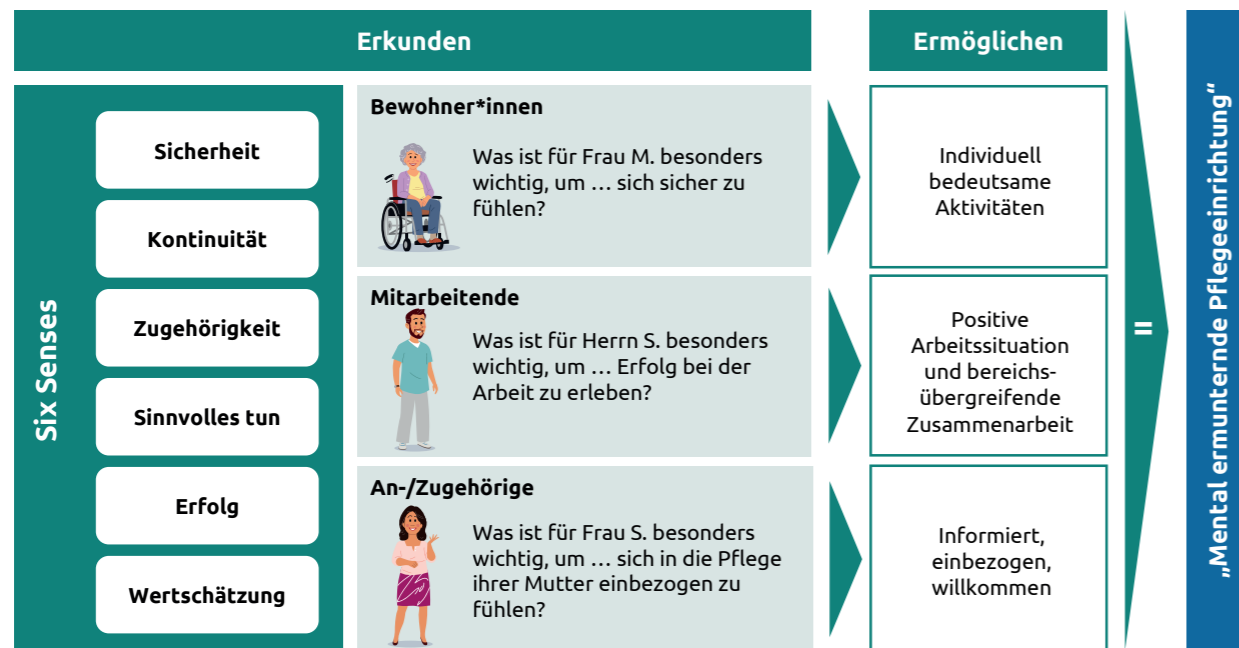 Erkunden
Ermöglichen
Six Senses
Sicherheit
Kontinuität
Zugehörigkeit
Sinnvolles tun
Erfolg
Wertschätzung
Bewohner*innen
Was ist für Frau M. besonders
wichtig, um … sich sicher zu
fühlen?
Mitarbeitende
Was ist für Herrn S. besonders
wichtig, um … Erfolg bei der
Arbeit zu erleben?
An-/Zugehörige
Was ist für Frau S. besonders
wichtig, um … sich in die Pflege
ihrer Mutter einbezogen zu
fühlen?
Individuell
bedeutsame
Aktivitäten
Positive
Arbeitssituation
und bereichs-
übergreifende
Zusammenarbeit
Informiert,
einbezogen,
willkommen
=
„Mental ermunternde Pflegeeinrichtung“